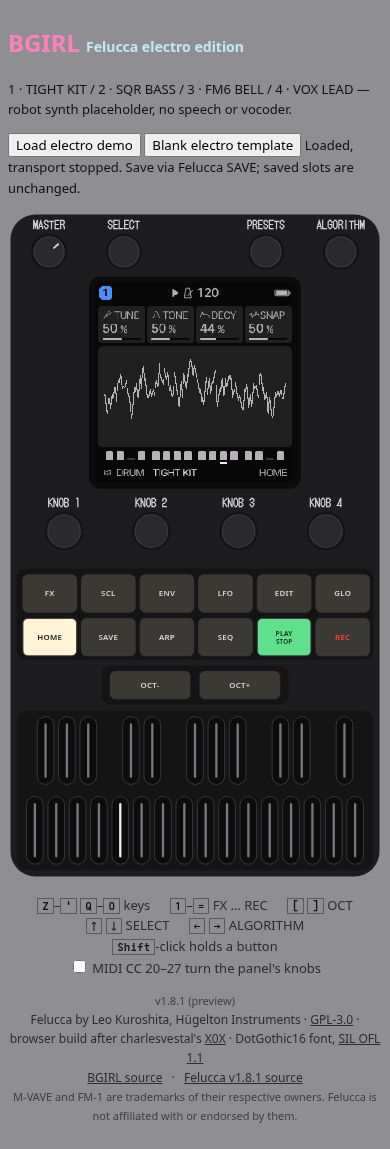 BGIRL Felucca electro edition
1 · TIGHT KIT / 2 · SQR BASS / 3 · FM6 BELL / 4 · VOX LEAD —
robot synth placeholder, no speech or vocoder.
Load electro demo Blank electro template Loaded,
transport stopped. Save via Felucca SAVE; saved slots are
unchanged.
MASTER SELECT PRESETS ALGORITHM
1 120
TUNE TONE DECY SNAP
50 % 50 % 44 % 50 %
DRUM TIGHT KIT HOME
KNOB 1 KNOB 2 KNOB 3 KNOB 4
FX SCL ENV LFO EDIT GLO
HOME SAVE ARP SEQ PLAY STOP REC
OCT- OCT+
Z – ' Q – O keys 1 – = FX ... REC [ ] OCT
↑ ↓ SELECT ← → ALGORITHM
Shift-click holds a button
MIDI CC 20–27 turn the panel's knobs
v1.8.1 (preview)
Felucca by Leo Kuroshita, Hügelton Instruments · GPL-3.0 ·
browser build after charlesvestal's X0X · DotGothic16 font, SIL OFL
1.1
BGIRL source · Felucca v1.8.1 source
M-VAVE and FM-1 are trademarks of their respective owners. Felucca is
not affiliated with or endorsed by them.